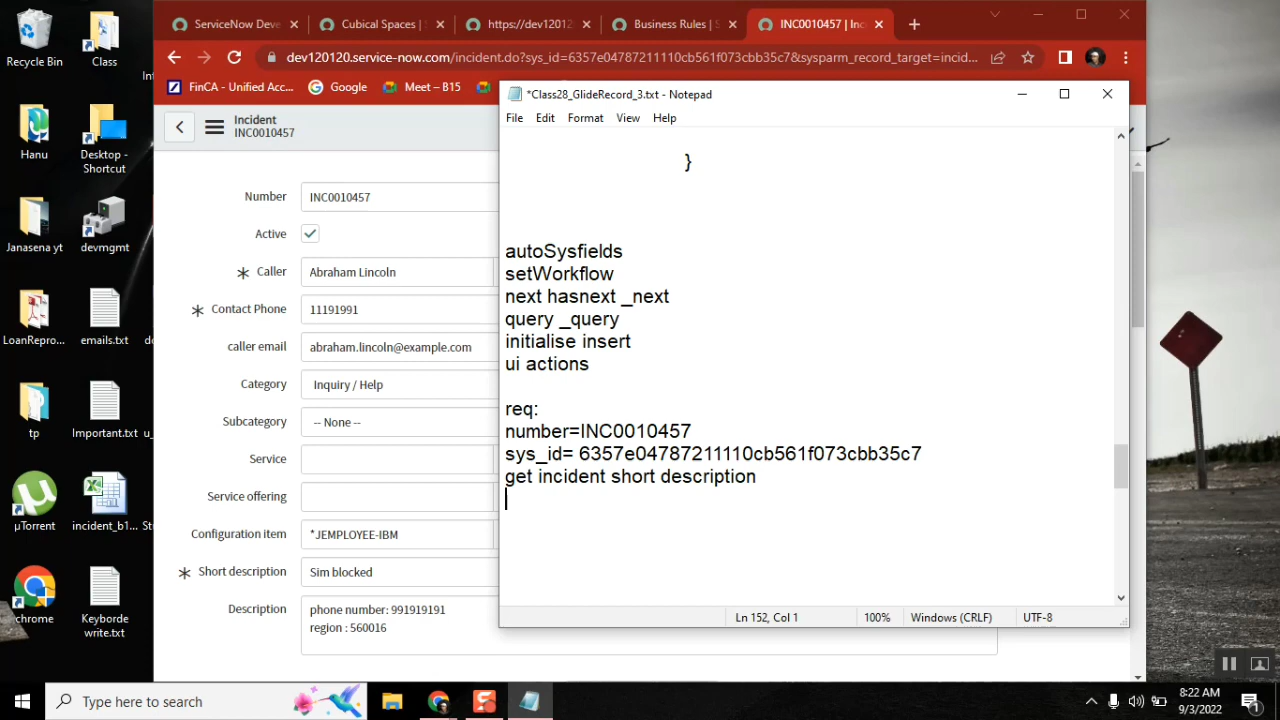 Recycle Bin
Class
Int
Hanu
Desktop -
Shortcut
Janasena yt
devmgmt
LoanRepro...
emails.txt
de
tp
Important.txt
u_
µTorrent
incident_b1...
St
chrome
Keyborde
write.txt
ServiceNow Deve
Cubical Spaces | S
https://dev12012
Business Rules | S
INC0010457 | Inc
dev120120.service-now.com/incident.do?sys_id=6357e04787211110cb561f073cbb35c7&sysparm_record_target=incid...
FinCA - Unified Acc...
Google
Meet – B15
Incident
INC0010457
Number
INC0010457
Active
Caller
Abraham Lincoln
Contact Phone
11191991
caller email
abraham.lincoln@example.com
Category
Inquiry / Help
Subcategory
-- None --
Service
Service offering
Configuration item
*JEMPLOYEE-IBM
Short description
Sim blocked
Description
phone number: 991919191
region : 560016
*Class28_GlideRecord_3.txt - Notepad
File Edit Format View Help
}
autoSysfields
setWorkflow
next hasnext _next
query _query
initialise insert
ui actions
req:
number=INC0010457
sys_id= 6357e04787211110cb561f073cbb35c7
get incident short description
Ln 152, Col 1
100%
Windows (CRLF)
UTF-8
Type here to search
8:22 AM
9/3/2022
1